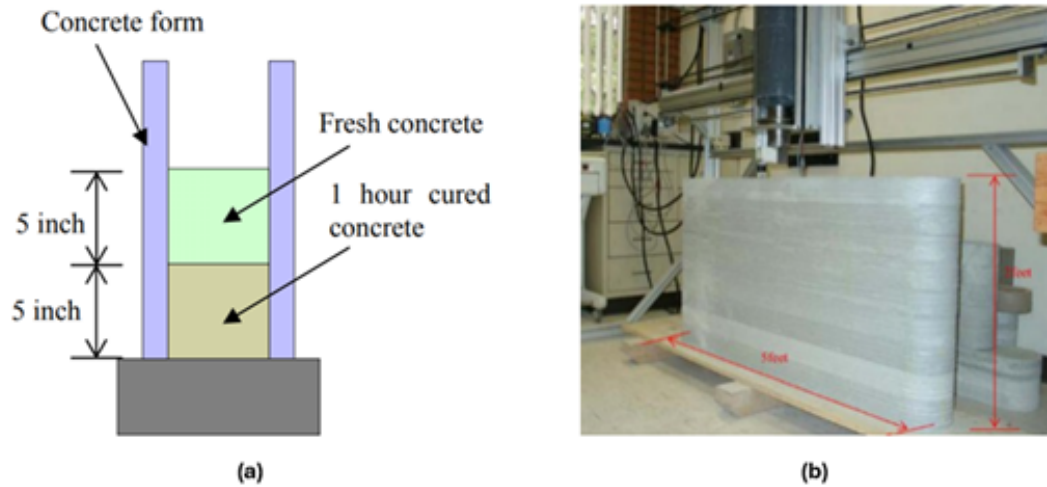 Concrete form
Fresh concrete
1 hour cured
concrete
5 inch
5 inch
5feet
(a)
(b)